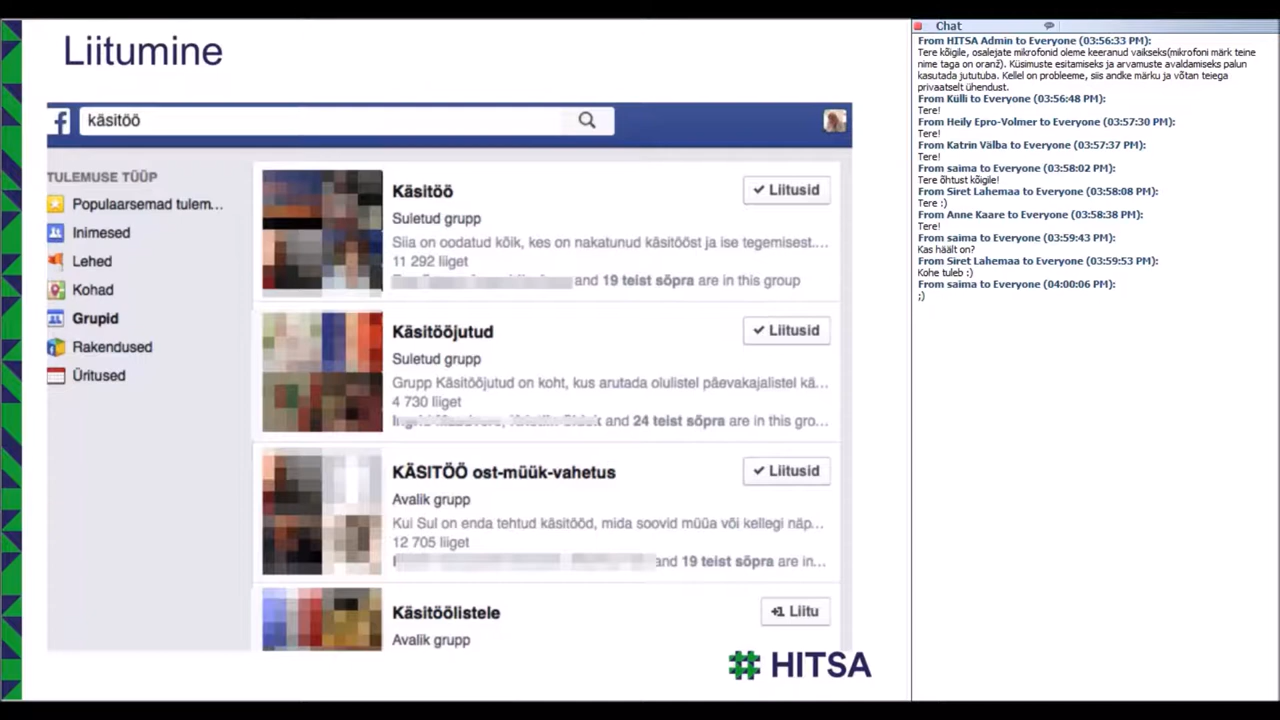 Liitumine
käsitöö
TULEMUSE TÜÜP
Populaarsemad tulem...
Inimesed
Lehed
Kohad
Grupid
Rakendused
Üritused
Käsitöö
Liitusid
Suletud grupp
Siia on oodatud kõik, kes on nakatunud käsitööst ja ise tegemisest....
11 292 liiget
and 19 teist sõpra are in this group
Käsitööjutud
Liitusid
Suletud grupp
Grupp Käsitööjutud on koht, kus arutada olulistel päevakajalistel kä...
4 730 liiget
and 24 teist sõpra are in this gro...
KÄSITÖÖ ost-müük-vahetus
Liitusid
Avalik grupp
Kui Sul on enda tehtud käsitööd, mida soovid müüa või kellegi näp...
12 705 liiget
and 19 teist sõpra are in...
Käsitöölistele
+1 Liitu
Avalik grupp
HITSA
Chat
From HITSA Admin to Everyone (03:56:33 PM):
Tere kõigile, osalejate mikrofonid oleme keeranud vaikseks(mikrofoni märk teine
nime taga on oranž). Küsimuste esitamiseks ja arvamuste avaldamiseks palun
kasutada jututuba. Kellel on probleeme, siis andke märku ja võtan teiega
privaatselt ühendust.
From Külli to Everyone (03:56:48 PM):
Tere!
From Heily Epro-Volmer to Everyone (03:57:30 PM):
Tere!
From Katrin Välba to Everyone (03:57:37 PM):
Tere!
From saima to Everyone (03:58:02 PM):
Tere õhtust kõigile!
From Siret Lahemaa to Everyone (03:58:08 PM):
Tere :)
From Anne Kaare to Everyone (03:58:38 PM):
Tere!
From saima to Everyone (03:59:43 PM):
Kas häält on?
From Siret Lahemaa to Everyone (03:59:53 PM):
Kohe tuleb :)
From saima to Everyone (04:00:06 PM):
;)